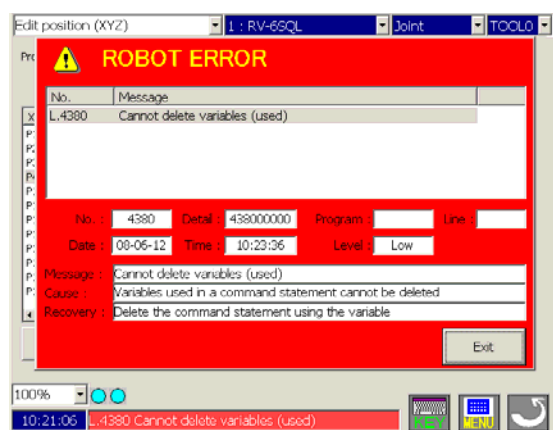 Edit position (XYZ) 1 : RV-6SQL Joint TOOL0
ROBOT ERROR
No. Message
L.4380 Cannot delete variables (used)
No. : 4380 Detail : 438000000 Program : Line :
Date : 08-06-12 Time : 10:23:36 Level : Low
Message : Cannot delete variables (used)
Cause : Variables used in a command statement cannot be deleted
Recovery : Delete the command statement using the variable
Exit
100%
10:21:06 L.4380 Cannot delete variables (used) KEY MENU